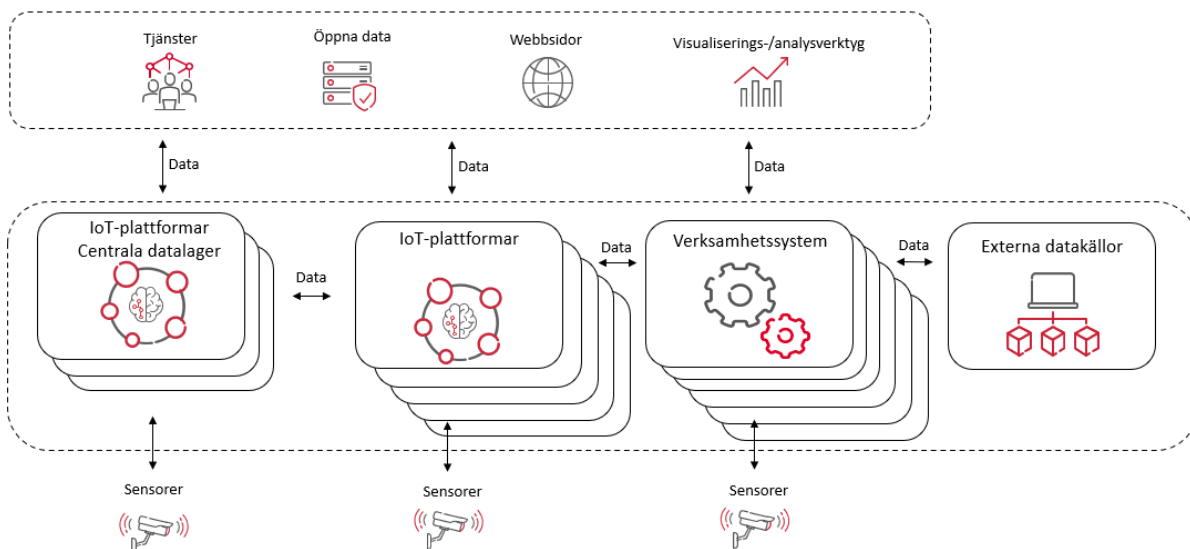 Tjänster
Öppna data
Webbsidor
Visualiserings-/analysverktyg
Data
Data
Data
IoT-plattformar
Centrala datalager
Data
IoT-plattformar
Data
Verksamhetssystem
Data
Externa datakällor
Sensorer
Sensorer
Sensorer